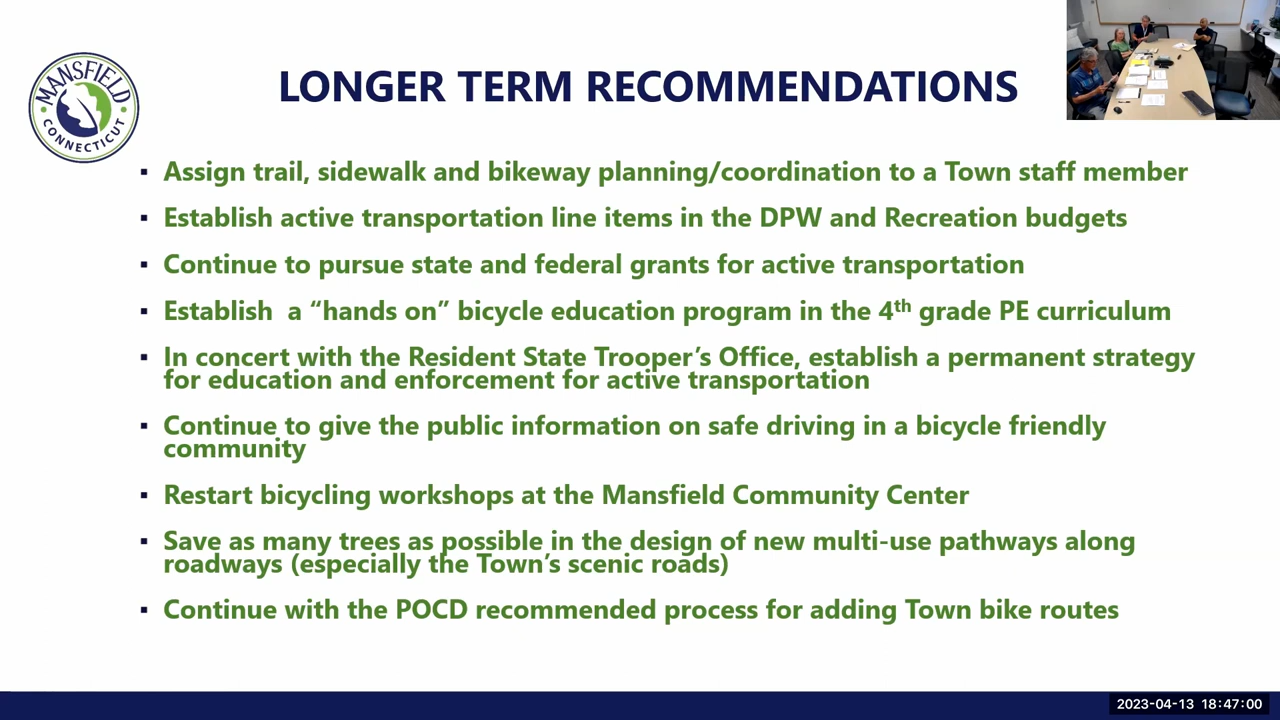 MANSFIELD
CONNECTICUT
LONGER TERM RECOMMENDATIONS
▪ Assign trail, sidewalk and bikeway planning/coordination to a Town staff member
▪ Establish active transportation line items in the DPW and Recreation budgets
▪ Continue to pursue state and federal grants for active transportation
▪ Establish  a “hands on” bicycle education program in the 4th grade PE curriculum
▪ In concert with the Resident State Trooper’s Office, establish a permanent strategy
for education and enforcement for active transportation
▪ Continue to give the public information on safe driving in a bicycle friendly
community
▪ Restart bicycling workshops at the Mansfield Community Center
▪ Save as many trees as possible in the design of new multi-use pathways along
roadways (especially the Town’s scenic roads)
▪ Continue with the POCD recommended process for adding Town bike routes
2023-04-13 18:47:00